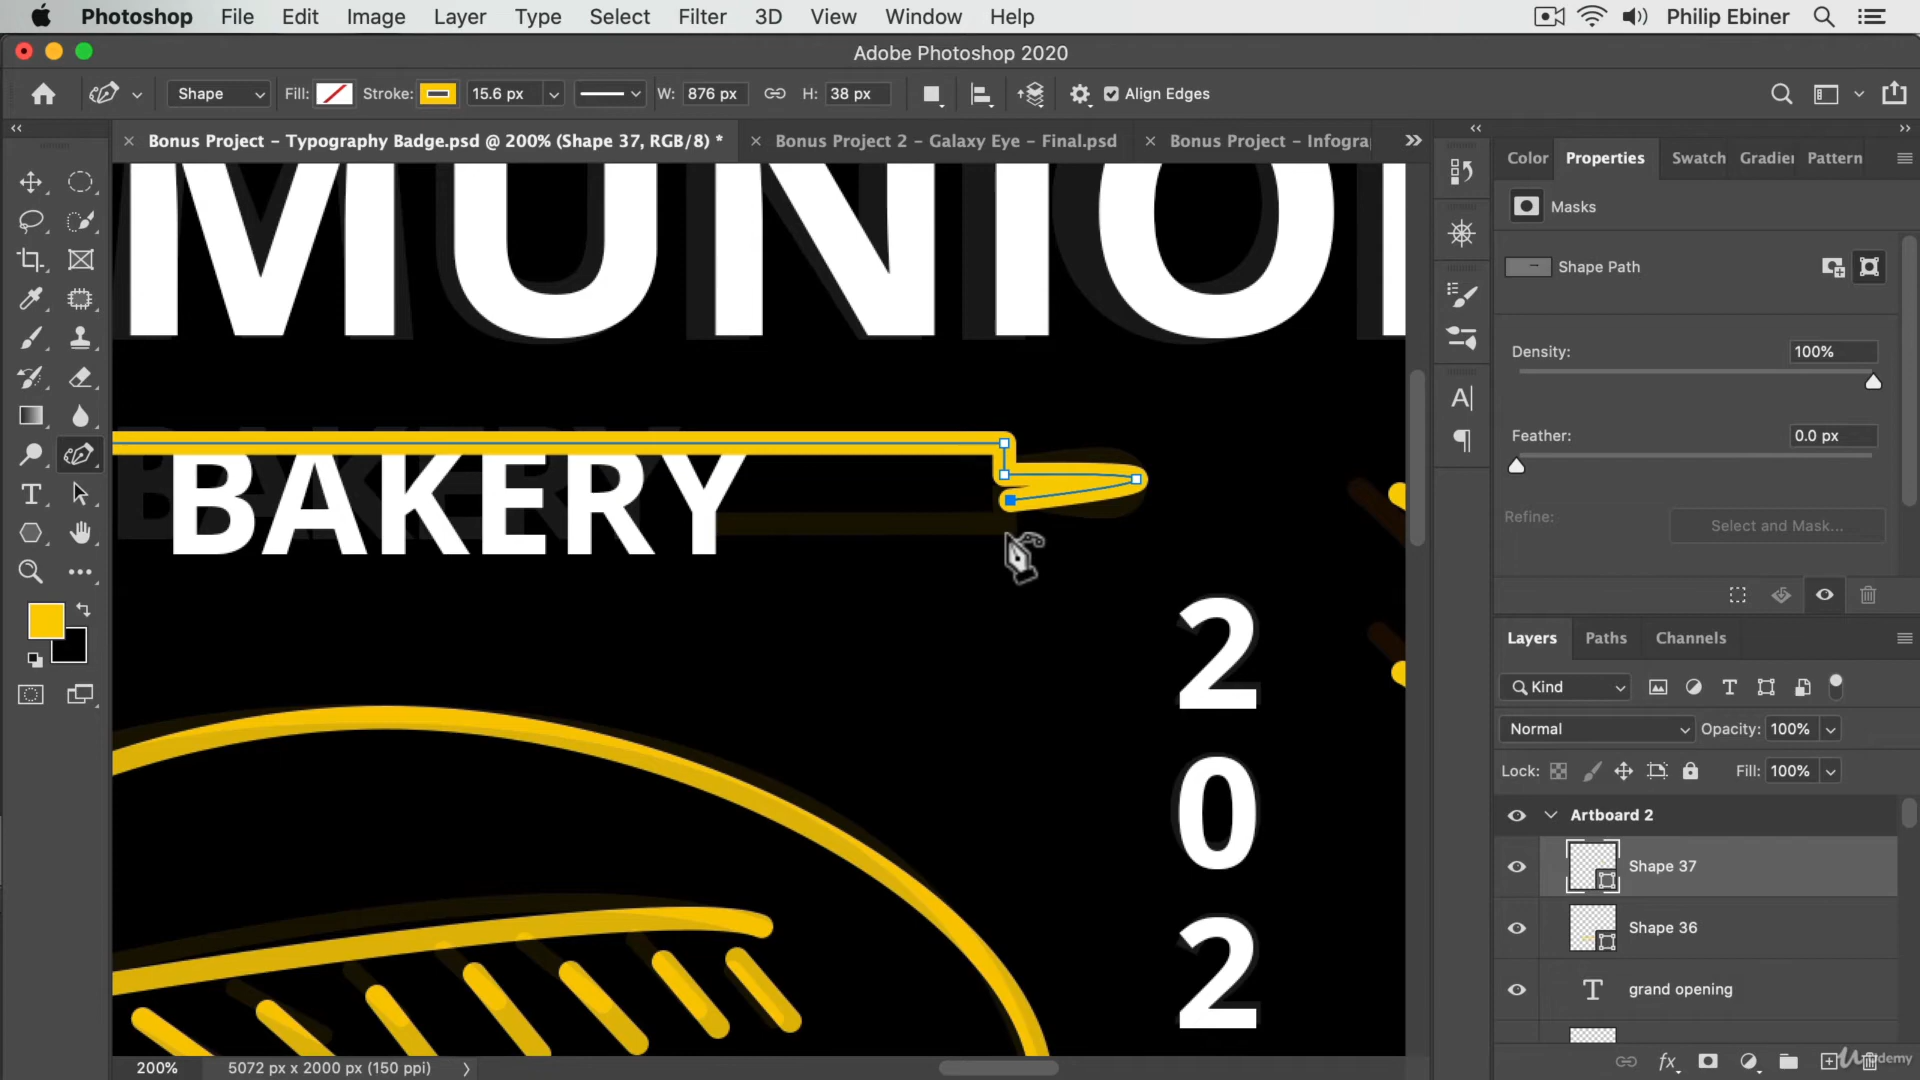 Photoshop File Edit Image Layer Type Select Filter 3D View Window Help Philip Ebiner
Adobe Photoshop 2020
Shape Fill: Stroke: 15.6 px W: 876 px H: 38 px Align Edges
Bonus Project – Typography Badge.psd @ 200% (Shape 37, RGB/8) * Bonus Project 2 – Galaxy Eye – Final.psd Bonus Project – Infogra
Color Properties Swatch Gradie Pattern
Masks
Shape Path
Density: 100%
Feather: 0.0 px
Refine: Select and Mask...
MUNIO
BAKERY
2
0
2
Layers Paths Channels
Kind
Normal Opacity: 100%
Lock: Fill: 100%
Artboard 2
Shape 37
Shape 36
grand opening
200% 5072 px x 2000 px (150 ppi)